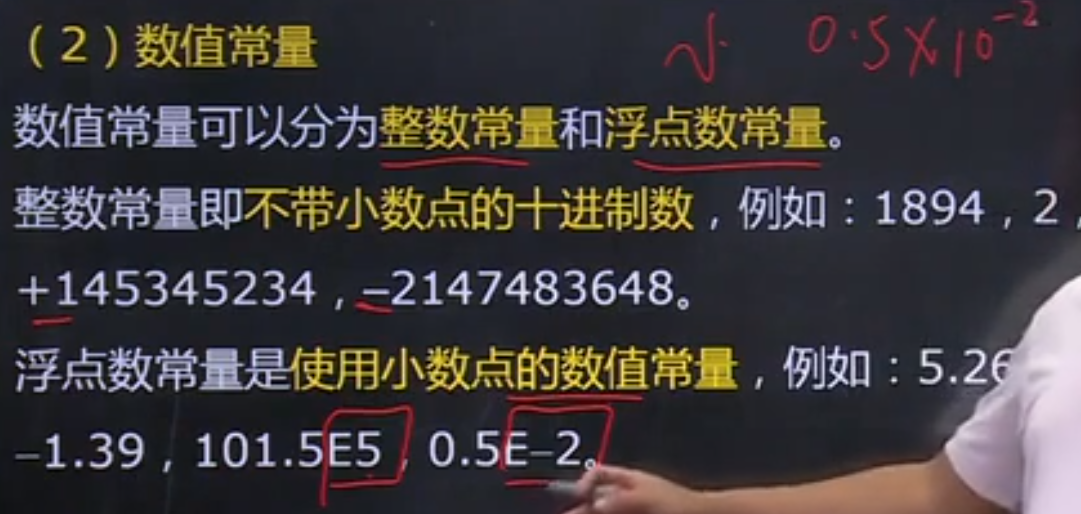 （2）数值常量
0.5×10⁻²
数值常量可以分为整数常量和浮点数常量。
整数常量即不带小数点的十进制数，例如：1894，2，
+145345234，–2147483648。
浮点数常量是使用小数点的数值常量，例如：5.26
–1.39，101.5E5，0.5E–2。